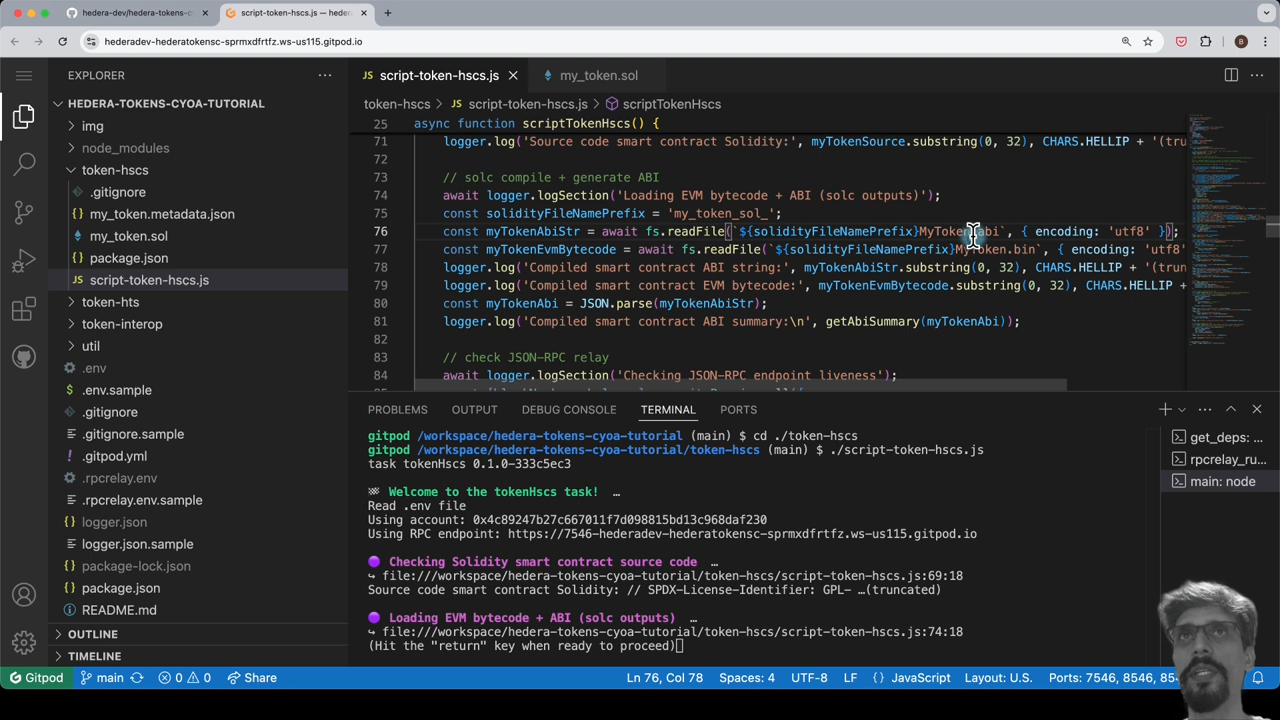 hedera-dev/hedera-tokens-c
script-token-hscs.js — heder
hederadev-hederatokensc-sprmxdfrtfz.ws-us115.gitpod.io
B
EXPLORER
script-token-hscs.js
my_token.sol
HEDERA-TOKENS-CYOA-TUTORIAL
img
node_modules
token-hscs
.gitignore
my_token.metadata.json
my_token.sol
package.json
script-token-hscs.js
token-hts
token-interop
util
.env
.env.sample
.gitignore
.gitignore.sample
.gitpod.yml
.rpcrelay.env
.rpcrelay.env.sample
logger.json
logger.json.sample
package-lock.json
package.json
README.md
OUTLINE
TIMELINE
token-hscs > script-token-hscs.js > scriptTokenHscs
25 async function scriptTokenHscs() {
71 logger.log('Source code smart contract Solidity:', myTokenSource.substring(0, 32), CHARS.HELLIP + '(tru
72
73 // solc compile + generate ABI
74 await logger.logSection('Loading EVM bytecode + ABI (solc outputs)');
75 const solidityFileNamePrefix = 'my_token_sol_';
76 const myTokenAbiStr = await fs.readFile(`${solidityFileNamePrefix}MyToken.abi`, { encoding: 'utf8' });
77 const myTokenEvmBytecode = await fs.readFile(`${solidityFileNamePrefix}MyToken.bin`, { encoding: 'utf8'
78 logger.log('Compiled smart contract ABI string:', myTokenAbiStr.substring(0, 32), CHARS.HELLIP + '(tru
79 logger.log('Compiled smart contract EVM bytecode:', myTokenEvmBytecode.substring(0, 32), CHARS.HELLIP +
80 const myTokenAbi = JSON.parse(myTokenAbiStr);
81 logger.log('Compiled smart contract ABI summary:\n', getAbiSummary(myTokenAbi));
82
83 // check JSON-RPC relay
84 await logger.logSection('Checking JSON-RPC endpoint liveness');
PROBLEMS OUTPUT DEBUG CONSOLE TERMINAL PORTS
gitpod /workspace/hedera-tokens-cyoa-tutorial (main) $ cd ./token-hscs
gitpod /workspace/hedera-tokens-cyoa-tutorial/token-hscs (main) $ ./script-token-hscs.js
task tokenHscs 0.1.0-333c5ec3
Welcome to the tokenHscs task! …
Read .env file
Using account: 0x4c89247b27c667011f7d098815bd13c968daf230
Using RPC endpoint: https://7546-hederadev-hederatokensc-sprmxdfrtfz.ws-us115.gitpod.io
Checking Solidity smart contract source code …
↪ file:///workspace/hedera-tokens-cyoa-tutorial/token-hscs/script-token-hscs.js:69:18
Source code smart contract Solidity: // SPDX-License-Identifier: GPL- …(truncated)
Loading EVM bytecode + ABI (solc outputs) …
↪ file:///workspace/hedera-tokens-cyoa-tutorial/token-hscs/script-token-hscs.js:74:18
(Hit the "return" key when ready to proceed)
get_deps: ...
rpcrelay_ru...
main: node
Gitpod main 0 0 Share Ln 76, Col 78 Spaces: 4 UTF-8 LF {} JavaScript Layout: U.S. Ports: 7546, 8546, 85